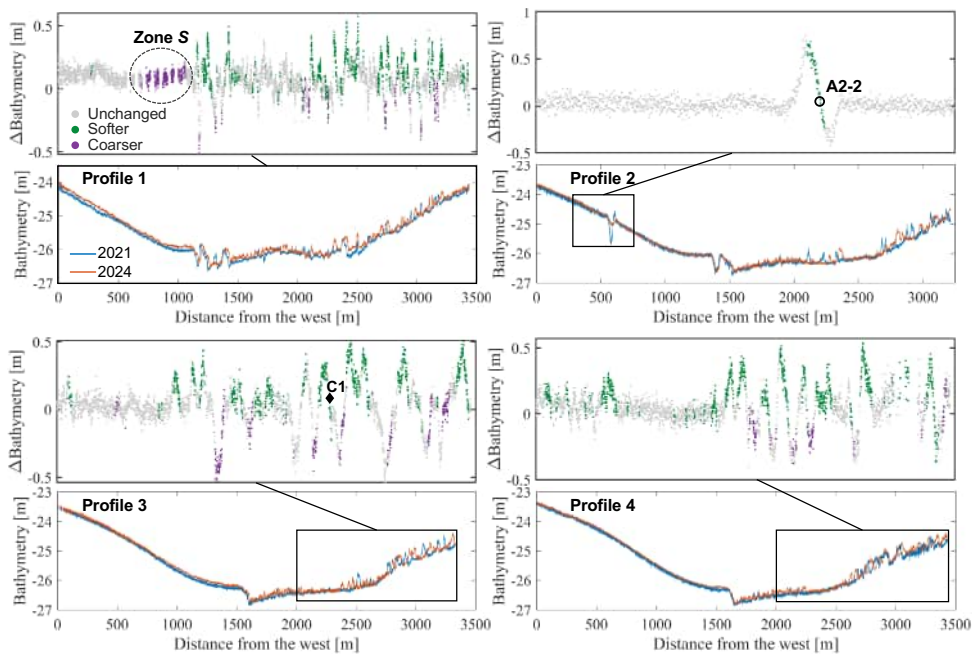 0.5
0
-0.5
ΔBathymetry [m]
Zone S
Unchanged
Softer
Coarser
1
0.5
0
-0.5
ΔBathymetry [m]
A2-2
-24
-25
-26
-27
Bathymetry [m]
Profile 1
2021
2024
0 500 1000 1500 2000 2500 3000 3500
Distance from the west [m]
-23
-24
-25
-26
-27
Bathymetry [m]
Profile 2
0 500 1000 1500 2000 2500 3000
Distance from the west [m]
0.5
0
-0.5
ΔBathymetry [m]
C1
0.5
0
-0.5
ΔBathymetry [m]
-23
-24
-25
-26
-27
Bathymetry [m]
Profile 3
0 500 1000 1500 2000 2500 3000 3500
Distance from the west [m]
-23
-24
-25
-26
-27
Bathymetry [m]
Profile 4
0 500 1000 1500 2000 2500 3000 3500
Distance from the west [m]